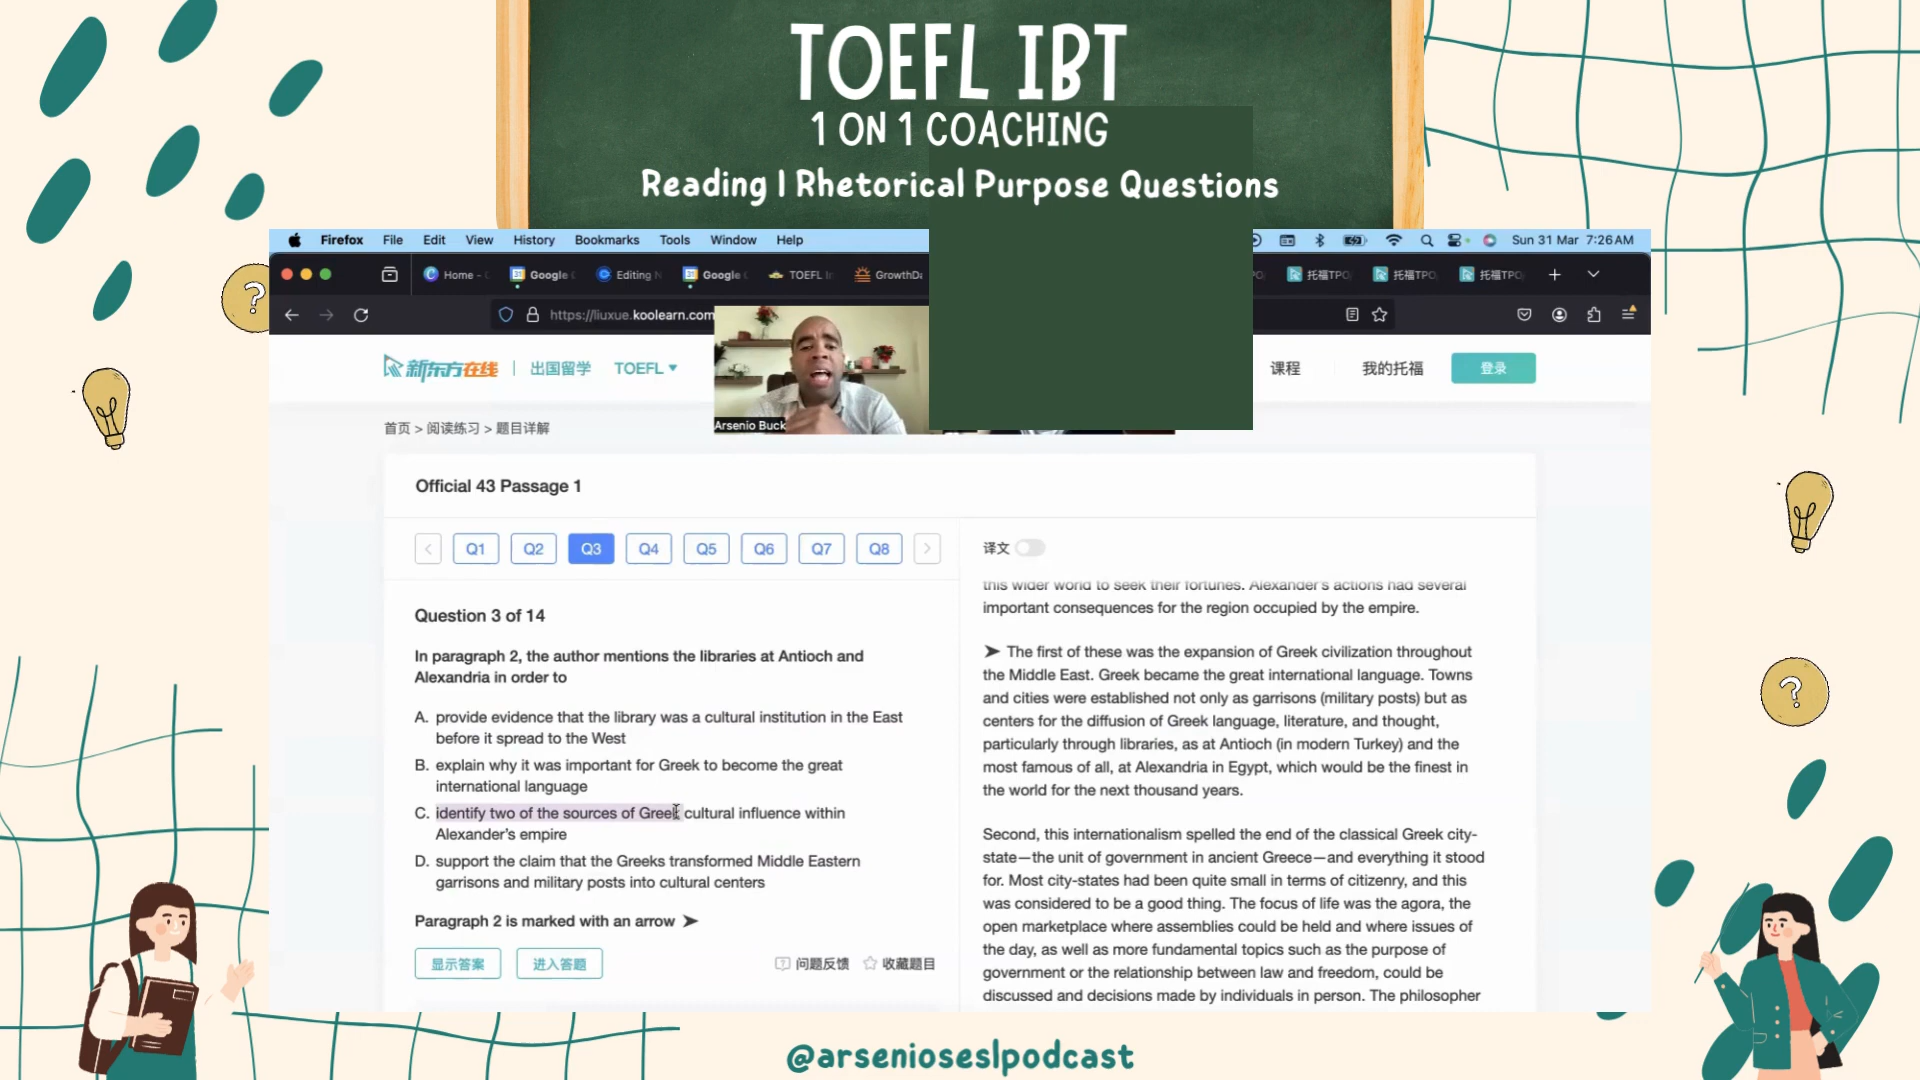 TOEFL IBT
1 ON 1 COACHING
Reading | Rhetorical Purpose Questions
Firefox File Edit View History Bookmarks Tools Window Help
Sun 31 Mar 7:26 AM
Home - Google Editing Google TOEFL GrowthDa 托福TPO 托福TPO 托福TPO
https://liuxue.koolearn.com
新东方在线 出国留学 TOEFL 课程 我的托福 登录
Arsenio Buck
首页 > 阅读练习 > 题目详解
Official 43 Passage 1
< Q1 Q2 Q3 Q4 Q5 Q6 Q7 Q8 >
Question 3 of 14
In paragraph 2, the author mentions the libraries at Antioch and
Alexandria in order to
A. provide evidence that the library was a cultural institution in the East
before it spread to the West
B. explain why it was important for Greek to become the great
international language
C. identify two of the sources of Greek cultural influence within
Alexander's empire
D. support the claim that the Greeks transformed Middle Eastern
garrisons and military posts into cultural centers
Paragraph 2 is marked with an arrow ➤
显示答案 进入答题 问题反馈 收藏题目
译文
this wider world to seek their fortunes. Alexander's actions had several
important consequences for the region occupied by the empire.
➤ The first of these was the expansion of Greek civilization throughout
the Middle East. Greek became the great international language. Towns
and cities were established not only as garrisons (military posts) but as
centers for the diffusion of Greek language, literature, and thought,
particularly through libraries, as at Antioch (in modern Turkey) and the
most famous of all, at Alexandria in Egypt, which would be the finest in
the world for the next thousand years.
Second, this internationalism spelled the end of the classical Greek city-
state—the unit of government in ancient Greece—and everything it stood
for. Most city-states had been quite small in terms of citizenry, and this
was considered to be a good thing. The focus of life was the agora, the
open marketplace where assemblies could be held and where issues of
the day, as well as more fundamental topics such as the purpose of
government or the relationship between law and freedom, could be
discussed and decisions made by individuals in person. The philosopher
@arsenioseslpodcast